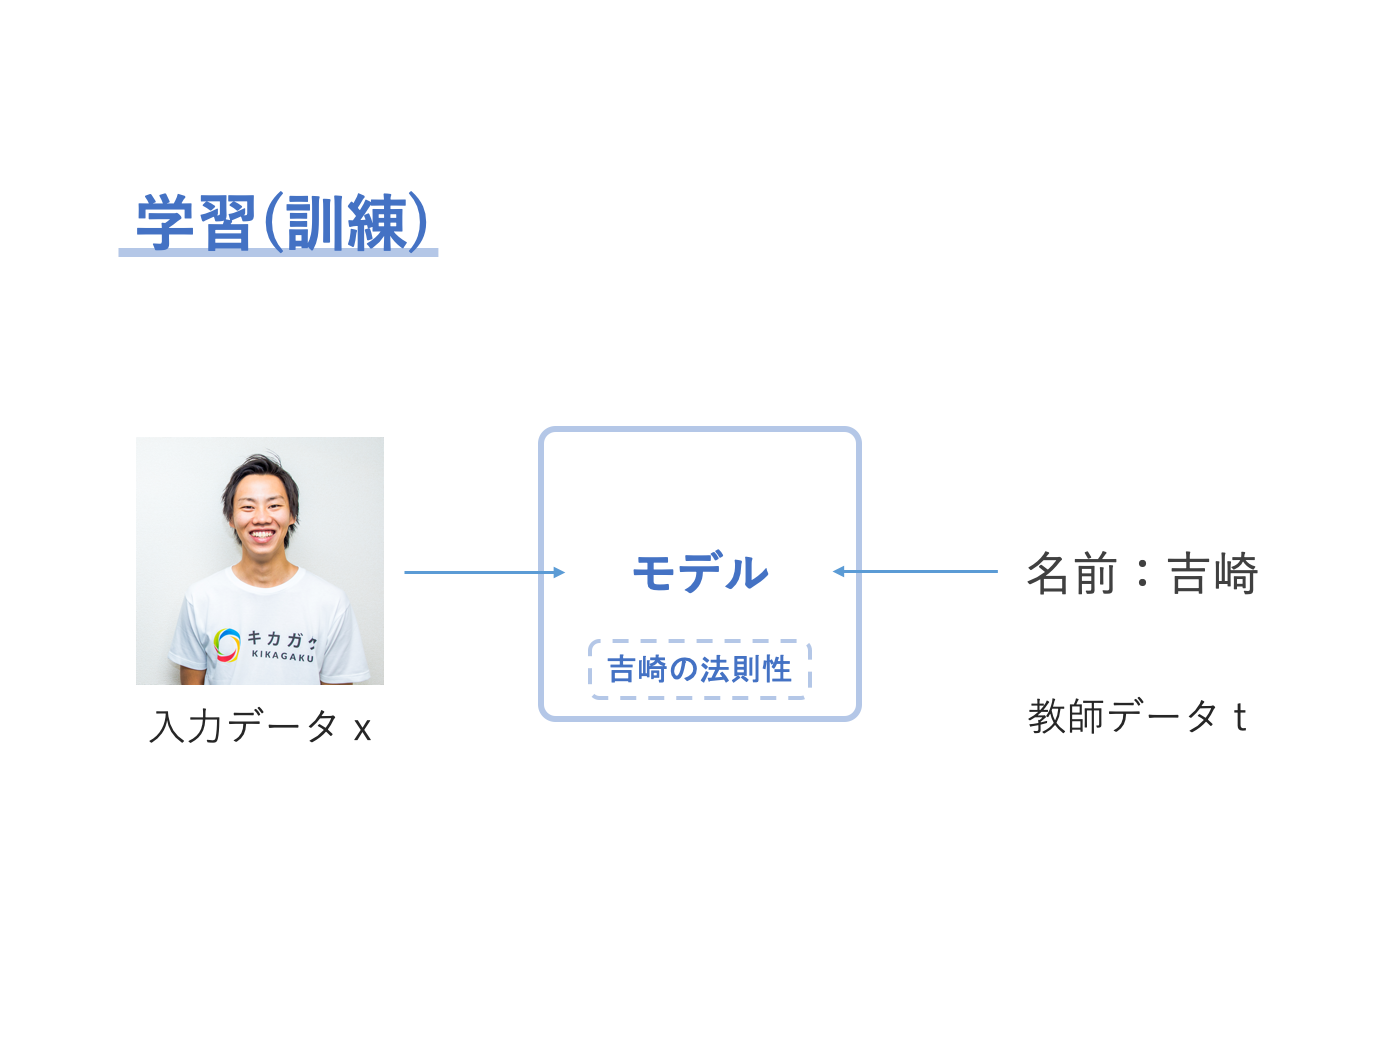 学習(訓練)
キカガク
KIKAGAKU
入力データ x
モデル
吉崎の法則性
名前：吉崎
教師データ t